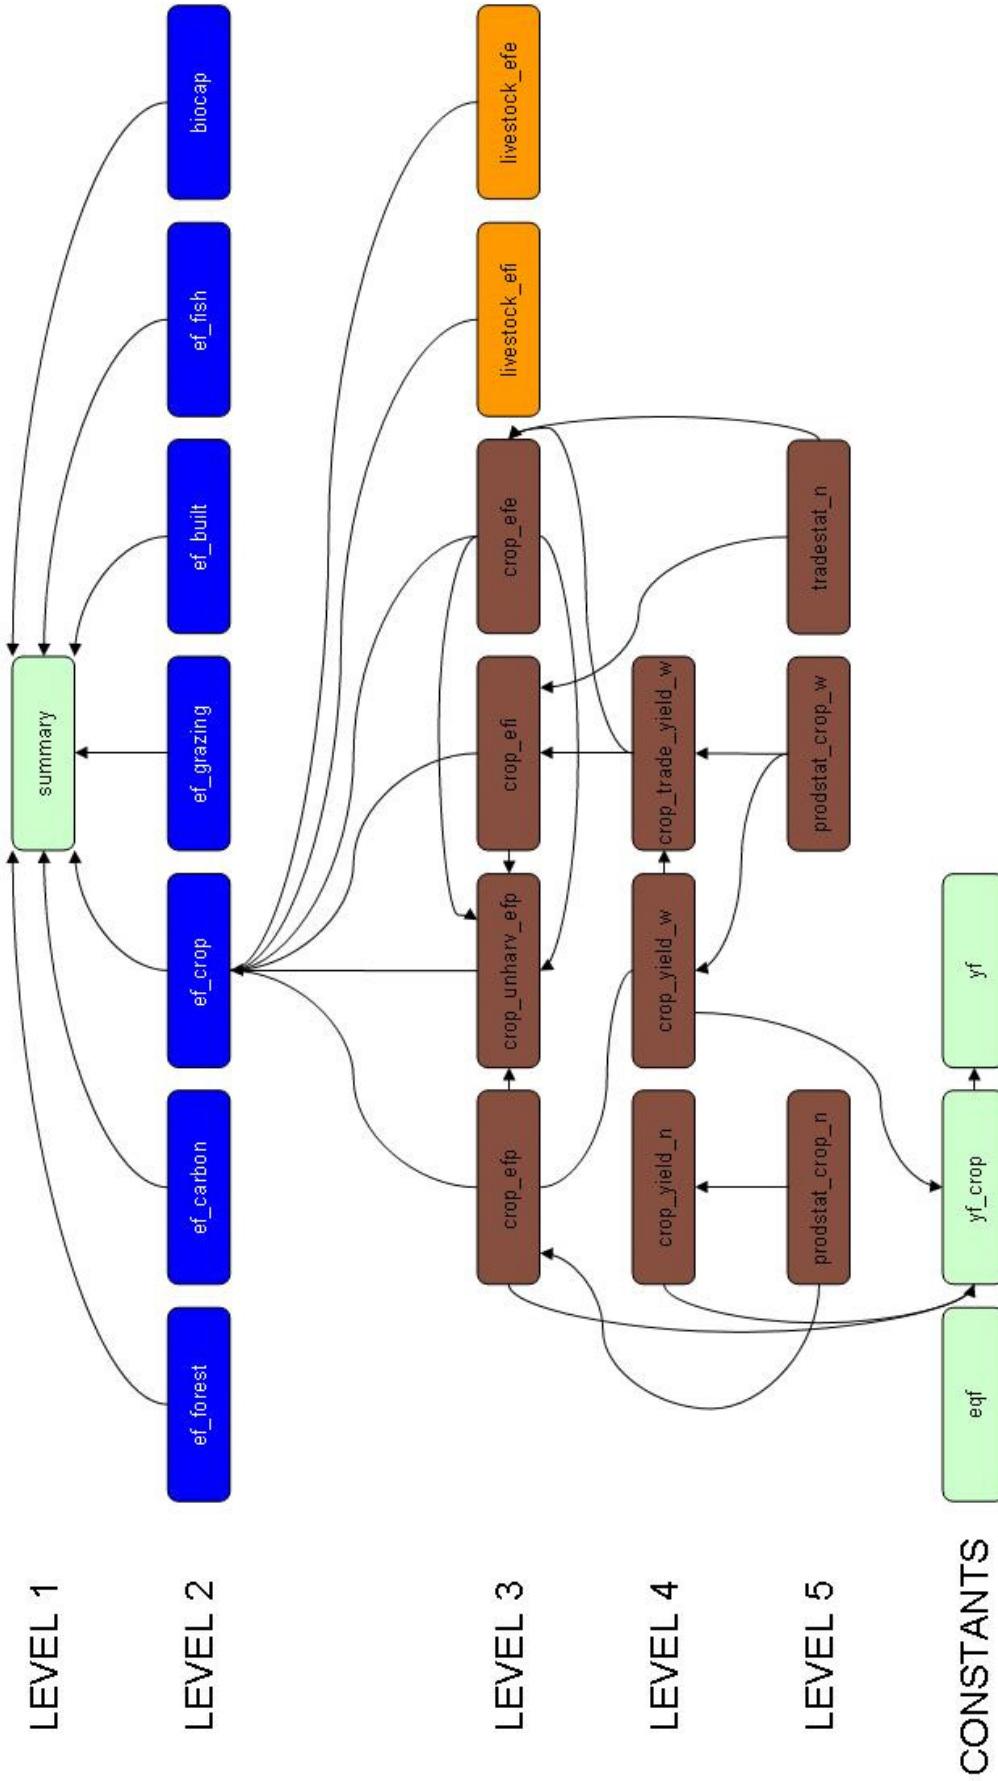 LEVEL 1
summary
LEVEL 2
ef_forest
ef_carbon
ef_crop
ef_grazing
ef_built
ef_fish
biocap
LEVEL 3
crop_efp
crop_unharv_efp
crop_efi
crop_efe
livestock_efi
livestock_efe
LEVEL 4
crop_yield_n
crop_yield_w
crop_trade_yield_w
LEVEL 5
prodstat_crop_n
prodstat_crop_w
tradestat_n
CONSTANTS
eqf
yf_crop
yf